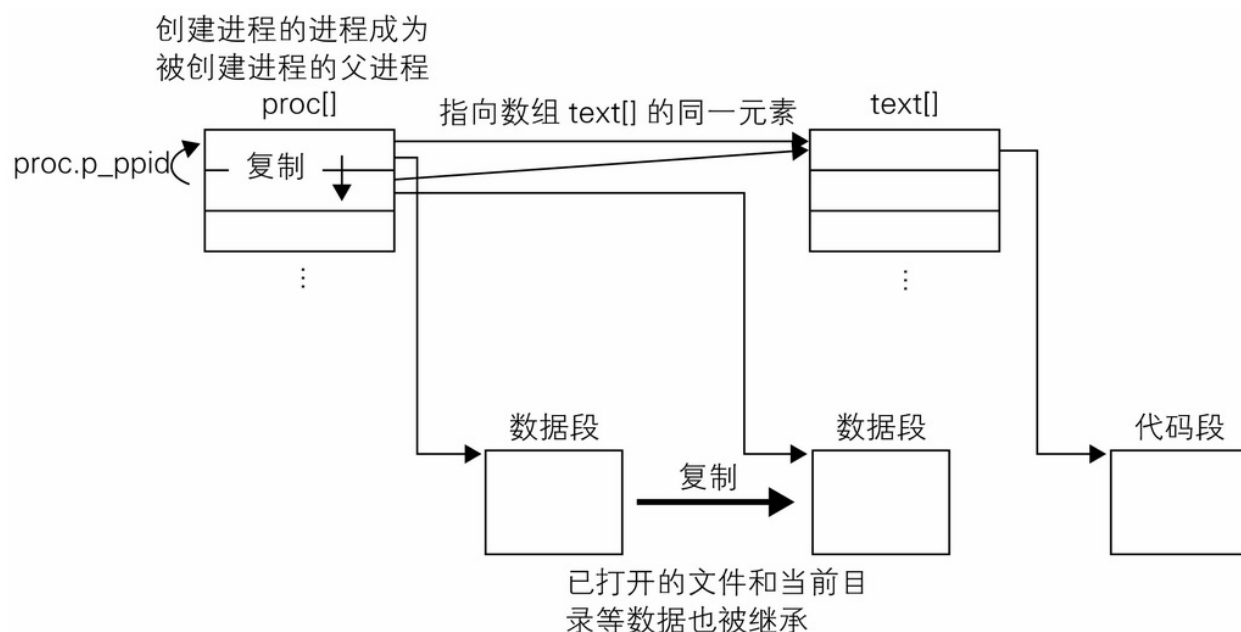 创建进程的进程成为
被创建进程的父进程
proc[]
指向数组 text[] 的同一元素
text[]
proc.p_ppid
复制
⋮
⋮
数据段
数据段
代码段
复制
已打开的文件和当前目
录等数据也被继承